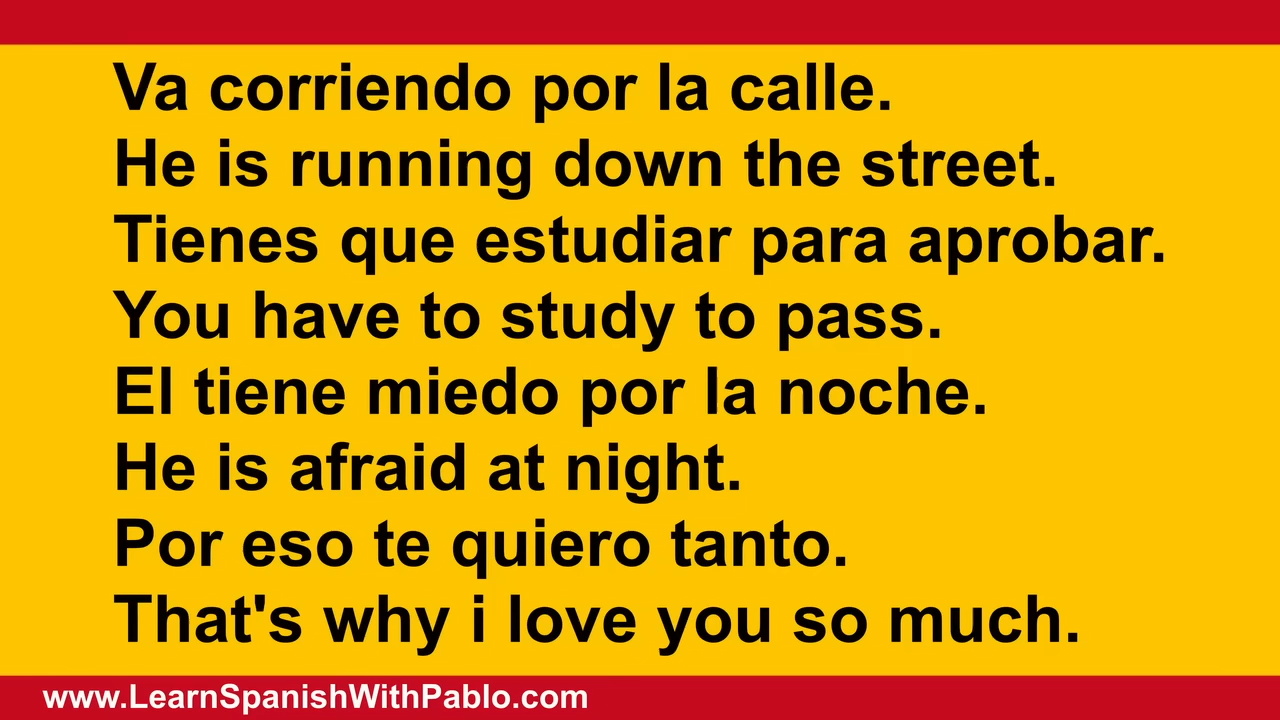 Va corriendo por la calle.
He is running down the street.
Tienes que estudiar para aprobar.
You have to study to pass.
El tiene miedo por la noche.
He is afraid at night.
Por eso te quiero tanto.
That's why i love you so much.
www.LearnSpanishWithPablo.com